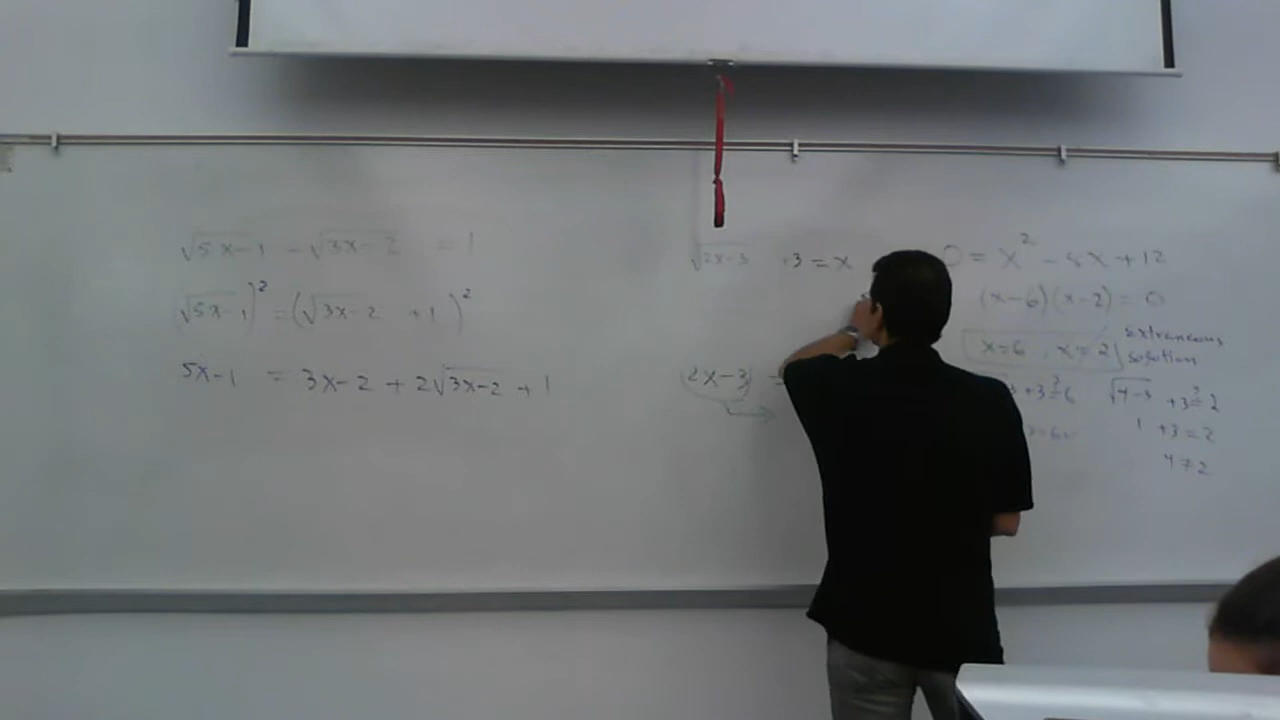 √5x-1 - √3x-2 = 1
(√5x-1)² = (√3x-2 +1)²
5x-1 = 3x-2 + 2√3x-2 + 1
√2x-3 +3 = x
(2x-3) =
0 = x² - 8x + 12
(x-6)(x-2) = 0
x=6 , x=2
extraneous
solution
+3 ≟ 6
√4-3 +3 ≟ 2
1 +3 = 2
4 ≠ 2